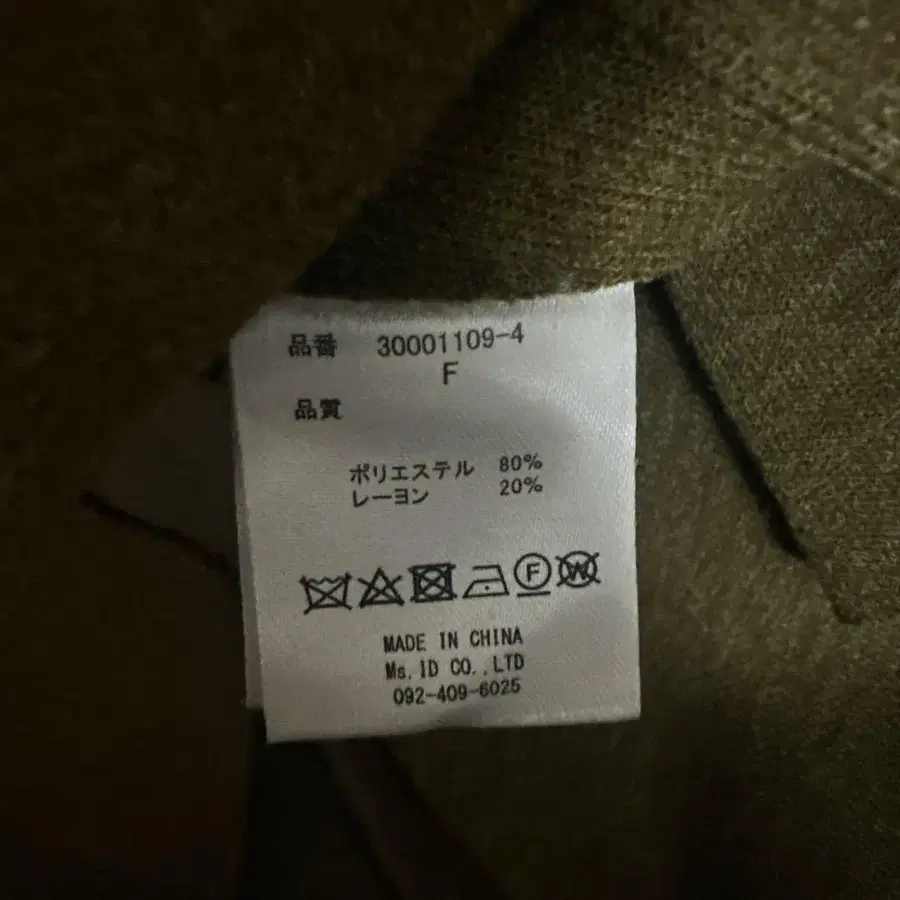 品番 30001109-4
F
品質
ポリエステル 80%
レーヨン 20%
F W
MADE IN CHINA
Ms.ID CO.,LTD
092-409-6025